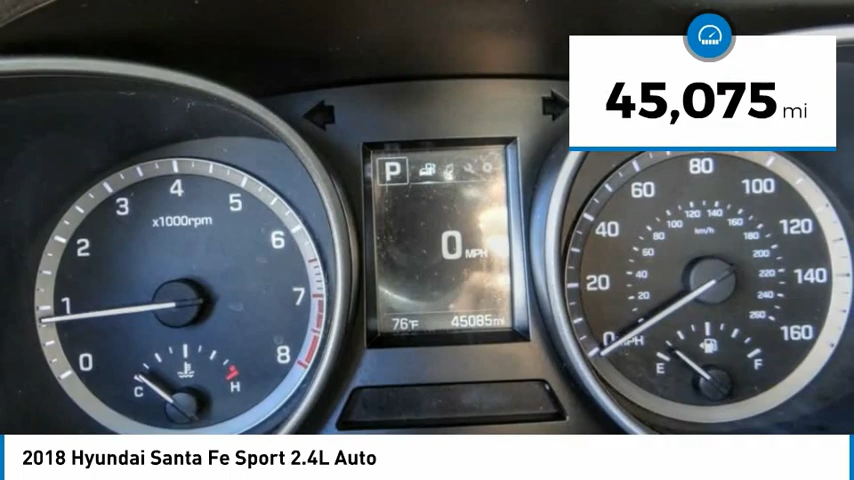 45,075 mi
4
3
5
x1000rpm
2
6
1
7
0
8
C
H
P
0 MPH
76°F
45085mi
80
60
100
40
120
20
140
0 MPH
160
120
140
100
160
km/h
80
180
60
200
40
220
20
240
260
E
F
2018 Hyundai Santa Fe Sport 2.4L Auto